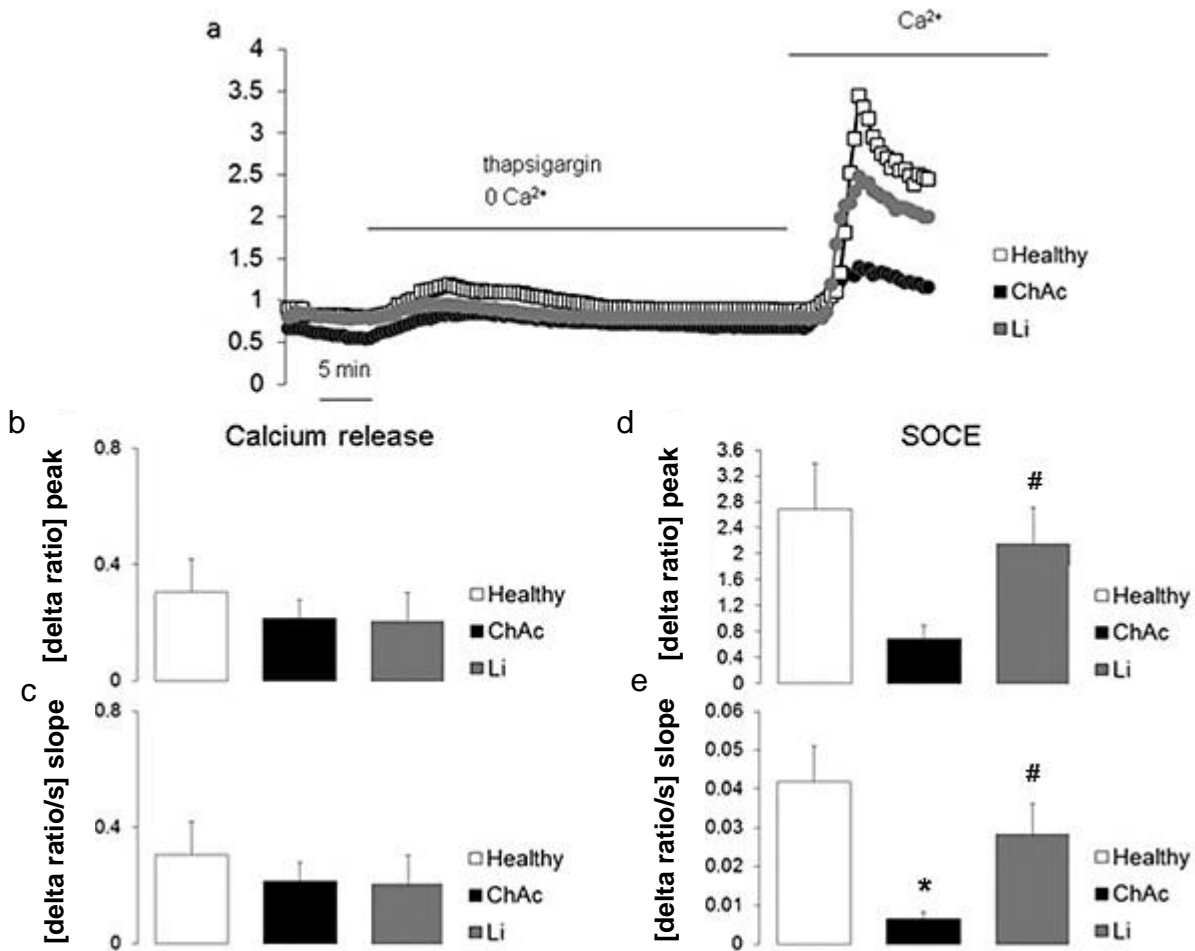 a
4
3.5
3
2.5
2
1.5
1
0.5
0
thapsigargin
0 Ca²⁺
Ca²⁺
Healthy
ChAc
Li
5 min
b
Calcium release
[delta ratio] peak
0.8
0.4
0
Healthy
ChAc
Li
c
[delta ratio/s] slope
0.8
0.4
0
Healthy
ChAc
Li
d
SOCE
[delta ratio] peak
3.6
3.2
2.8
2.4
2
1.6
1.2
0.8
0.4
0
#
Healthy
ChAc
Li
e
[delta ratio/s] slope
0.06
0.05
0.04
0.03
0.02
0.01
0
*
#
Healthy
ChAc
Li